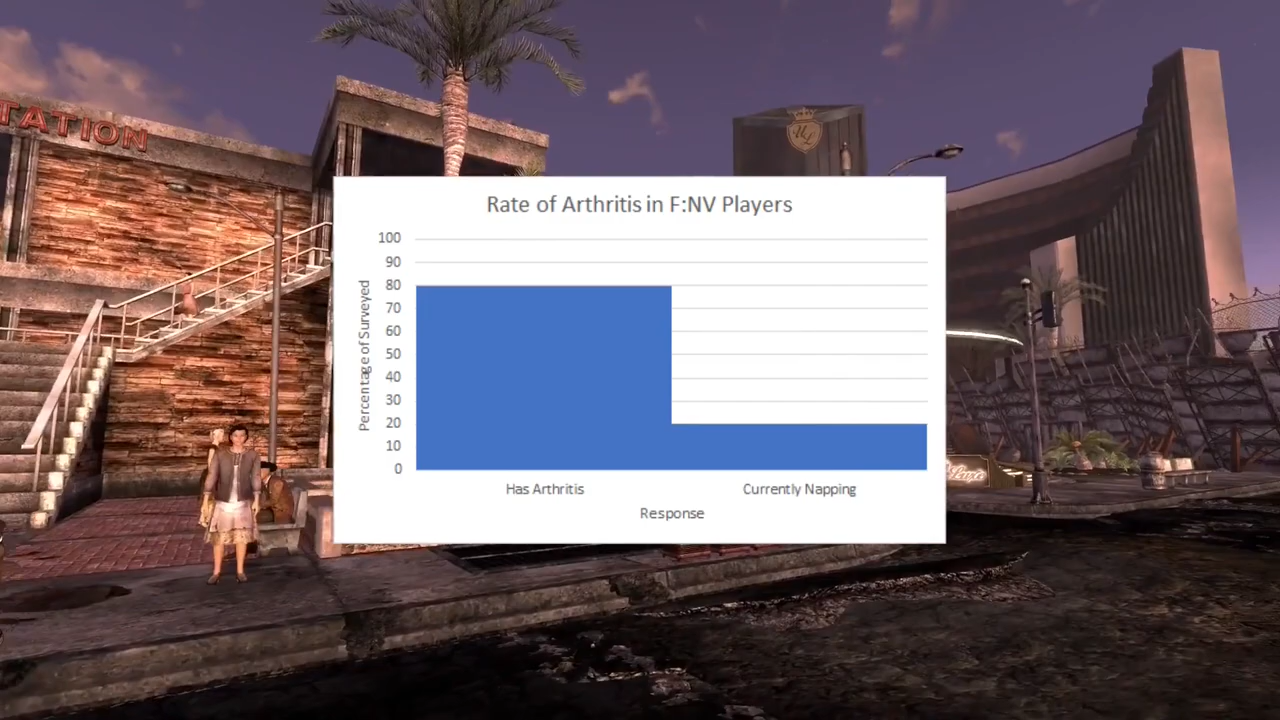 TATION
UL
Rate of Arthritis in F:NV Players
Percentage of Surveyed
100
90
80
70
60
50
40
30
20
10
0
Has Arthritis
Currently Napping
Response